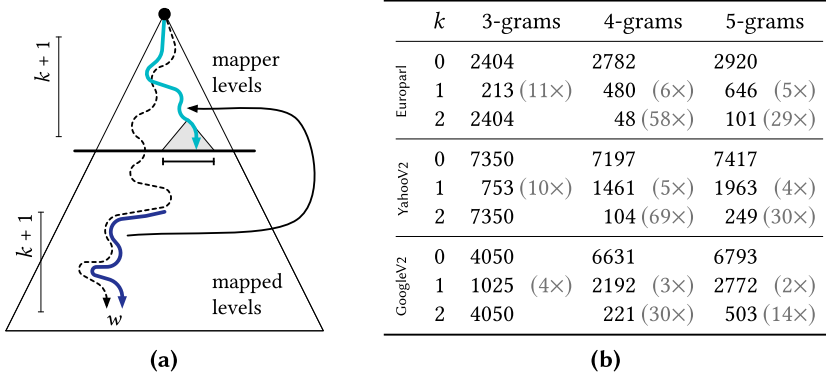 k + 1
mapper
levels
k + 1
mapped
levels
w
(a)
k 3-grams 4-grams 5-grams
Europarl
0 2404 2782 2920
1 213 (11×) 480 (6×) 646 (5×)
2 2404 48 (58×) 101 (29×)
YahooV2
0 7350 7197 7417
1 753 (10×) 1461 (5×) 1963 (4×)
2 7350 104 (69×) 249 (30×)
GoogleV2
0 4050 6631 6793
1 1025 (4×) 2192 (3×) 2772 (2×)
2 4050 221 (30×) 503 (14×)
(b)